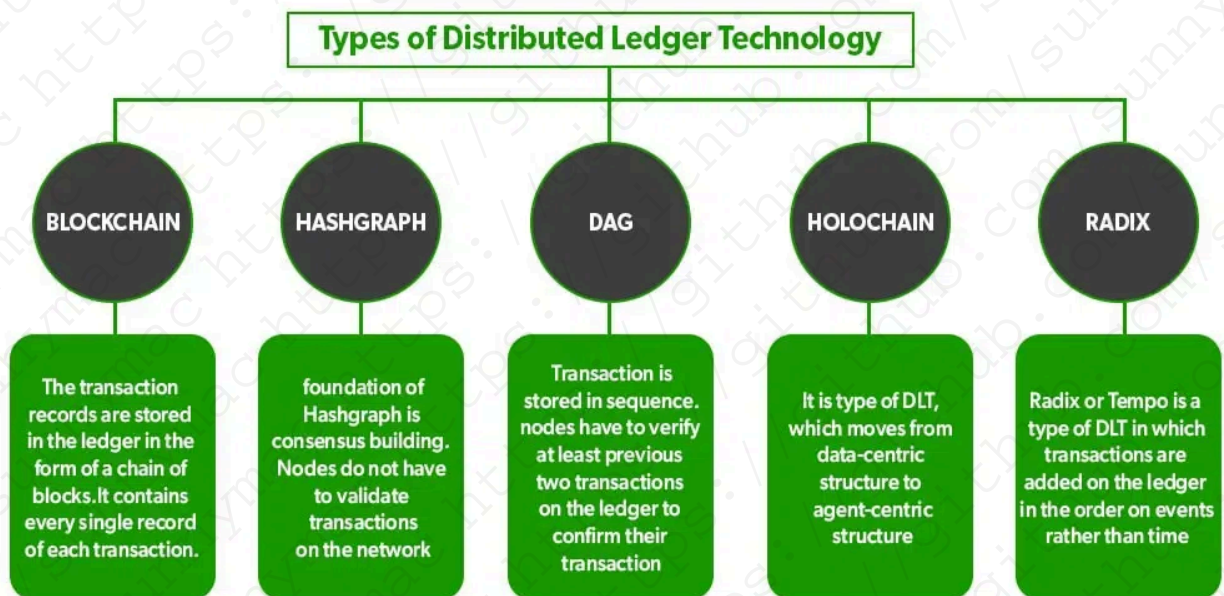 Types of Distributed Ledger Technology
BLOCKCHAIN
HASHGRAPH
DAG
HOLOCHAIN
RADIX
The transaction
records are stored
in the ledger in the
form of a chain of
blocks.It contains
every single record
of each transaction.
foundation of
Hashgraph is
consensus building.
Nodes do not have
to validate
transactions
on the network
Transaction is
stored in sequence.
nodes have to verify
at least previous
two transactions
on the ledger to
confirm their
transaction
It is type of DLT,
which moves from
data-centric
structure to
agent-centric
structure
Radix or Tempo is a
type of DLT in which
transactions are
added on the ledger
in the order on events
rather than time